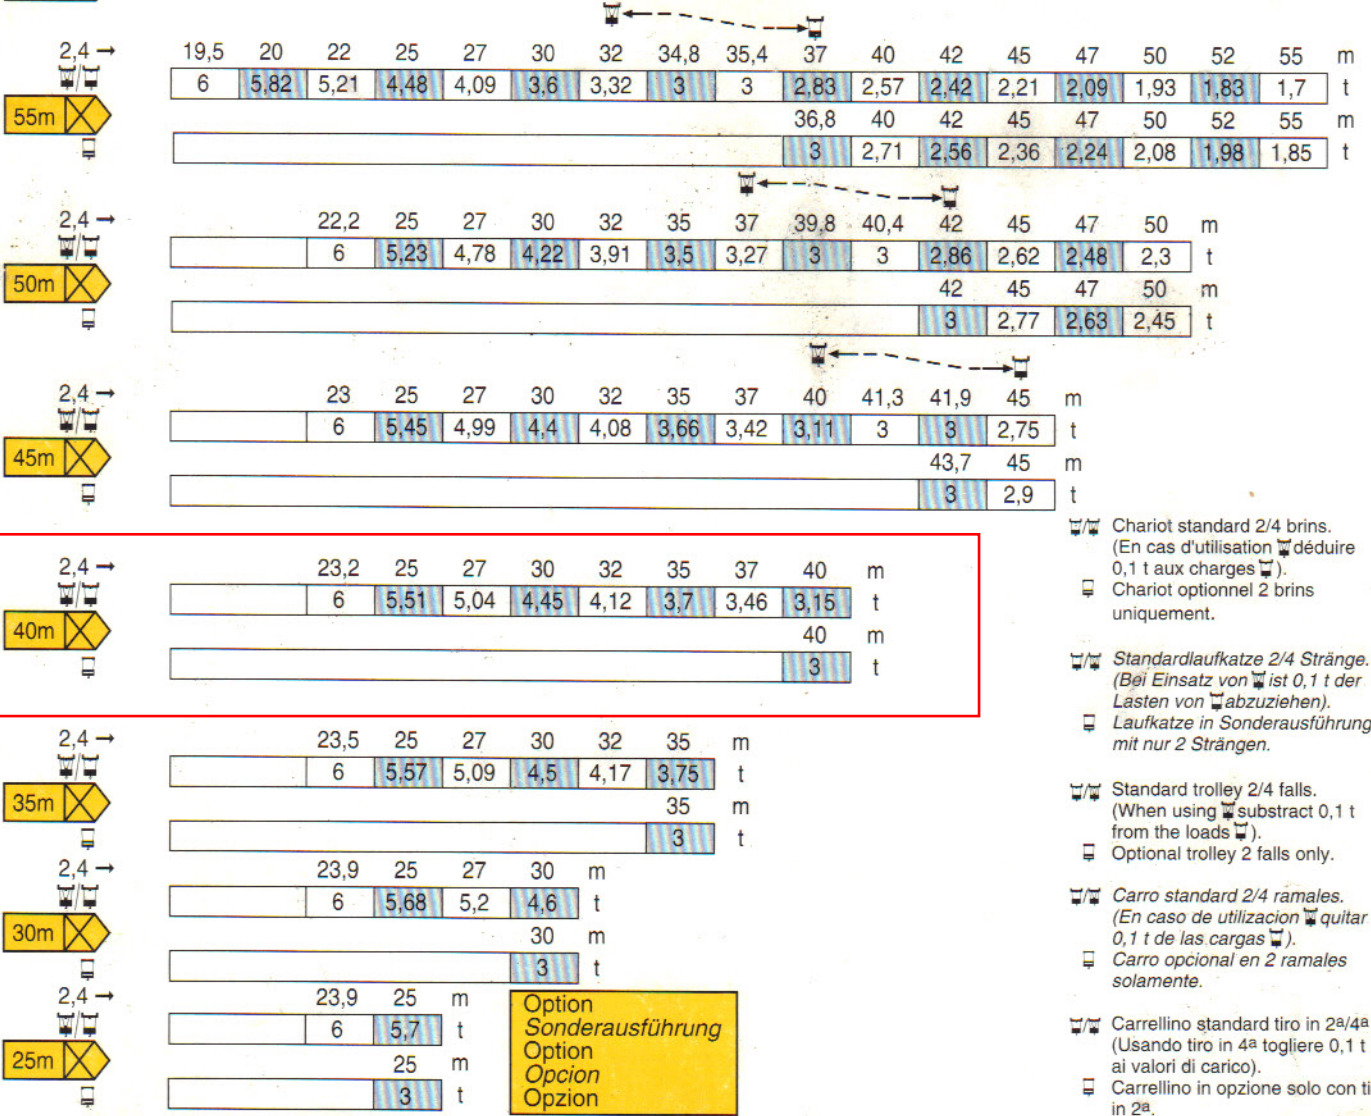 2,4 → 19,5 20 22 25 27 30 32 34,8 35,4 37 40 42 45 47 50 52 55 m
6 5,82 5,21 4,48 4,09 3,6 3,32 3 3 2,83 2,57 2,42 2,21 2,09 1,93 1,83 1,7 t
55m 36,8 40 42 45 47 50 52 55 m
3 2,71 2,56 2,36 2,24 2,08 1,98 1,85 t
2,4 → 22,2 25 27 30 32 35 37 39,8 40,4 42 45 47 50 m
6 5,23 4,78 4,22 3,91 3,5 3,27 3 3 2,86 2,62 2,48 2,3 t
50m 42 45 47 50 m
3 2,77 2,63 2,45 t
2,4 → 23 25 27 30 32 35 37 40 41,3 41,9 45 m
6 5,45 4,99 4,4 4,08 3,66 3,42 3,11 3 3 2,75 t
45m 43,7 45 m
3 2,9 t
2,4 → 23,2 25 27 30 32 35 37 40 m
6 5,51 5,04 4,45 4,12 3,7 3,46 3,15 t
40m 40 m
3 t
2,4 → 23,5 25 27 30 32 35 m
6 5,57 5,09 4,5 4,17 3,75 t
35m 35 m
3 t
2,4 → 23,9 25 27 30 m
6 5,68 5,2 4,6 t
30m 30 m
3 t
2,4 → 23,9 25 m
6 5,7 t
25m 25 m
3 t
Option
Sonderausführung
Option
Opcion
Opzion
Chariot standard 2/4 brins.
(En cas d'utilisation déduire
0,1 t aux charges ).
Chariot optionnel 2 brins
uniquement.
Standardlaufkatze 2/4 Stränge.
(Bei Einsatz von ist 0,1 t der
Lasten von abzuziehen).
Laufkatze in Sonderausführung
mit nur 2 Strängen.
Standard trolley 2/4 falls.
(When using substract 0,1 t
from the loads ).
Optional trolley 2 falls only.
Carro standard 2/4 ramales.
(En caso de utilizacion quitar
0,1 t de las cargas ).
Carro opcional en 2 ramales
solamente.
Carrellino standard tiro in 2ª/4ª
(Usando tiro in 4ª togliere 0,1 t
ai valori di carico).
Carrellino in opzione solo con ti
in 2ª.